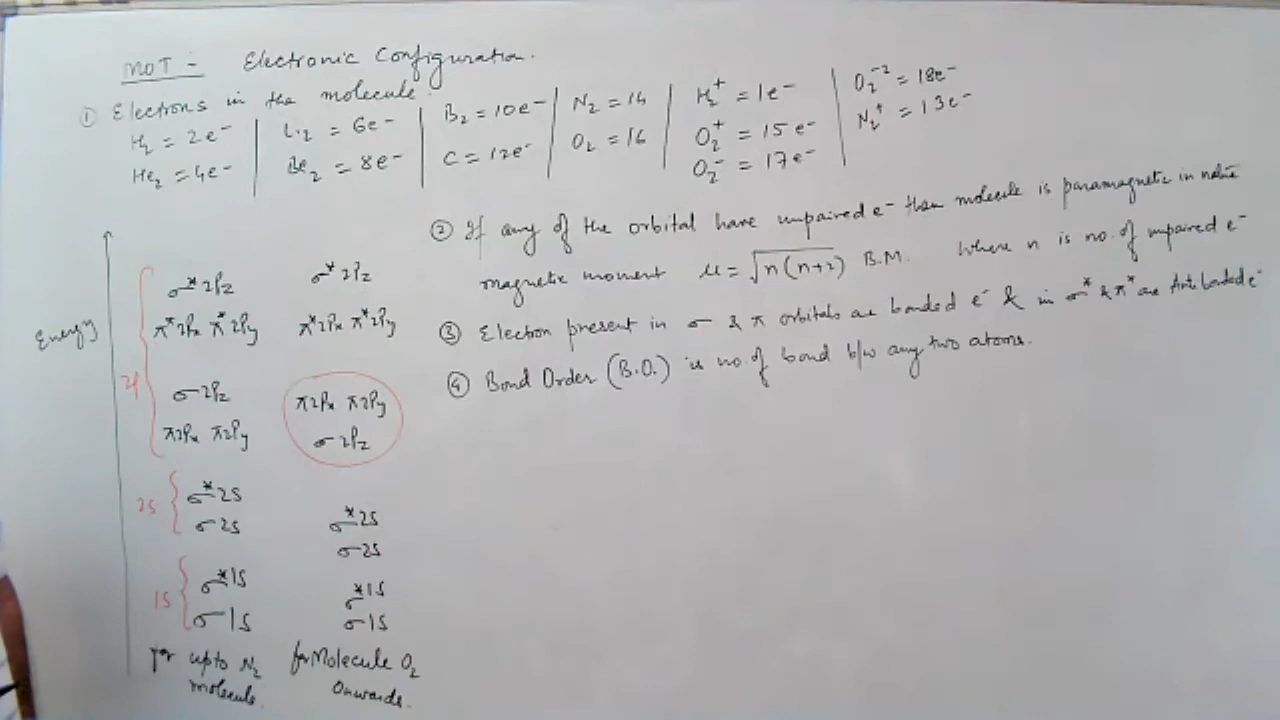 MOT - Electronic Configuration.
① Electrons in the molecule.
H₂ = 2e⁻
He₂ = 4e⁻
Li₂ = 6e⁻
Be₂ = 8e⁻
B₂ = 10e⁻
C = 12e⁻
N₂ = 14
O₂ = 16
H₂⁺ = 1e⁻
O₂⁺ = 15e⁻
O₂⁻ = 17e⁻
O₂⁻² = 18e⁻
N₂⁺ = 13e⁻
② If any of the orbital have unpaired e⁻ then molecule is paramagnetic in nature
magnetic moment μ = √n(n+2) B.M. Where n is no. of unpaired e⁻
③ Electron present in σ & π orbitals are bonded e⁻ & in σ* & π* are Anti bonded e⁻
④ Bond Order (B.O.) is no. of bond b/w any two atoms.
Energy
2p
σ*2Pz
π*2Px π*2Py
σ2Pz
π2Px π2Py
2s
σ*2s
σ2s
1s
σ*1s
σ1s
For upto N₂
molecule.
σ*2Pz
π*2Px π*2Py
π2Px π2Py
σ2Pz
σ*2s
σ2s
σ*1s
σ1s
for Molecule O₂
Onwards.